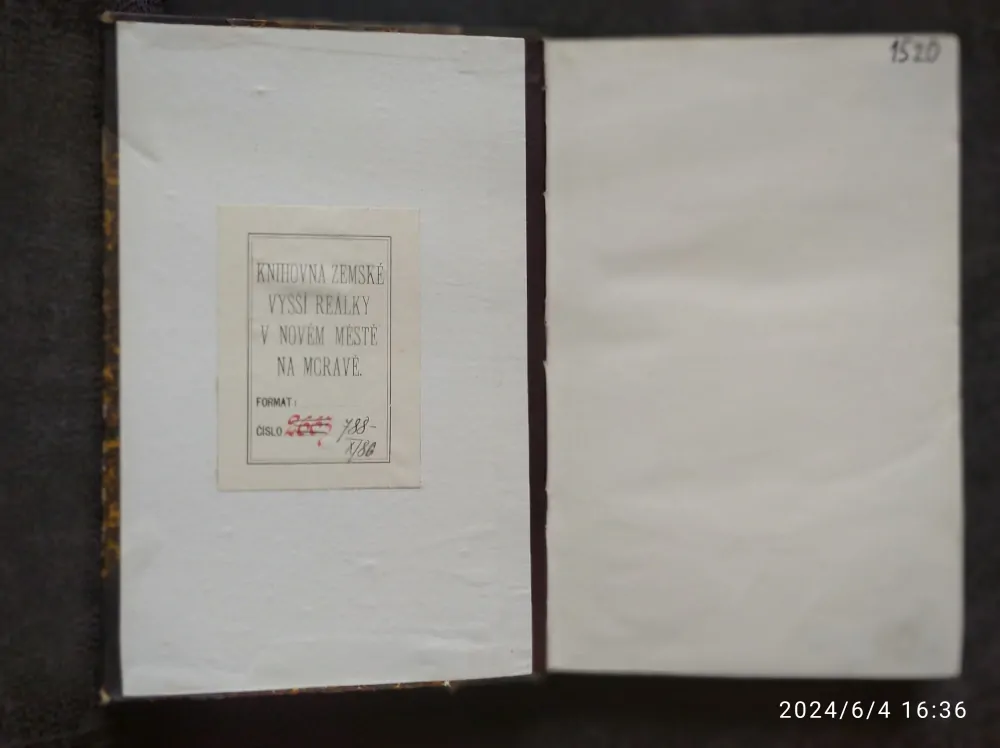 KNIHOVNA ZEMSKÉ
VYŠŠÍ REÁLKY
V NOVÉM MĚSTĚ
NA MORAVĚ.
FORMAT:
ČÍSLO 788-
X/86
1520
2024/6/4 16:36